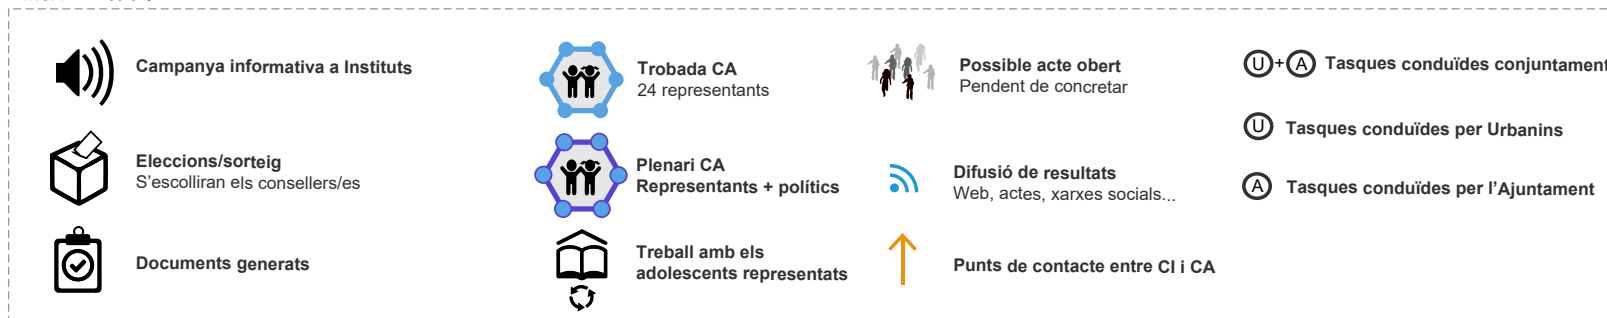 Campanya informativa a Instituts
Eleccions/sorteig
S'escolliran els consellers/es
Documents generats
Trobada CA
24 representants
Plenari CA
Representants + polítics
Treball amb els
adolescents representats
Possible acte obert
Pendent de concretar
Difusió de resultats
Web, actes, xarxes socials...
Punts de contacte entre CI i CA
U + A Tasques conduïdes conjuntament
U Tasques conduïdes per Urbanins
A Tasques conduïdes per l'Ajuntament